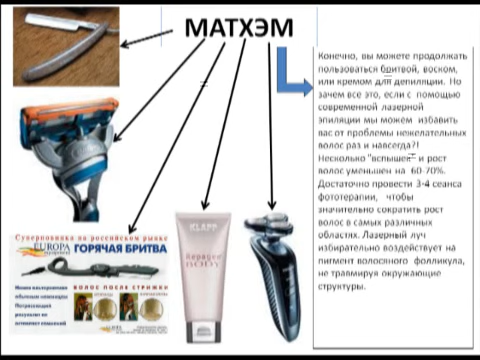 МАТХЭМ
Конечно, вы можете продолжать
пользоваться бритвой, воском,
или кремом для депиляции. Но
зачем все это, если с помощью
современной лазерной
эпиляции мы можем избавить
вас от проблемы нежелательных
волос раз и навсегда?!
Несколько "вспышек" и рост
волос уменьшен на 60-70%.
Достаточно провести 3-4 сеанса
фототерапии, чтобы
значительно сократить рост
волос в самых различных
областях. Лазерный луч
избирательно воздействует на
пигмент волосяного фолликула,
не травмируя окружающие
структуры.
Суперновинка на российском рынке
EUROPA ГОРЯЧАЯ БРИТВА
ВОЛОС ПОСЛЕ СТРИЖКИ
KLAPP
Repagen
BODY